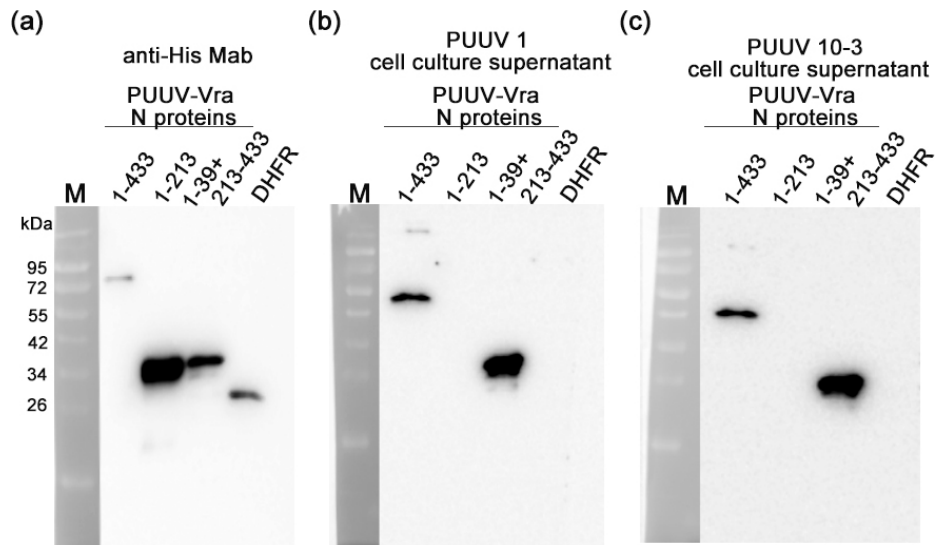 (a)
anti-His Mab
PUUV-Vra
N proteins
1-433
1-213
1-39+
213-433
DHFR
M
kDa
95
72
55
42
34
26
(b)
PUUV 1
cell culture supernatant
PUUV-Vra
N proteins
1-433
1-213
1-39+
213-433
DHFR
M
(c)
PUUV 10-3
cell culture supernatant
PUUV-Vra
N proteins
1-433
1-213
1-39+
213-433
DHFR
M